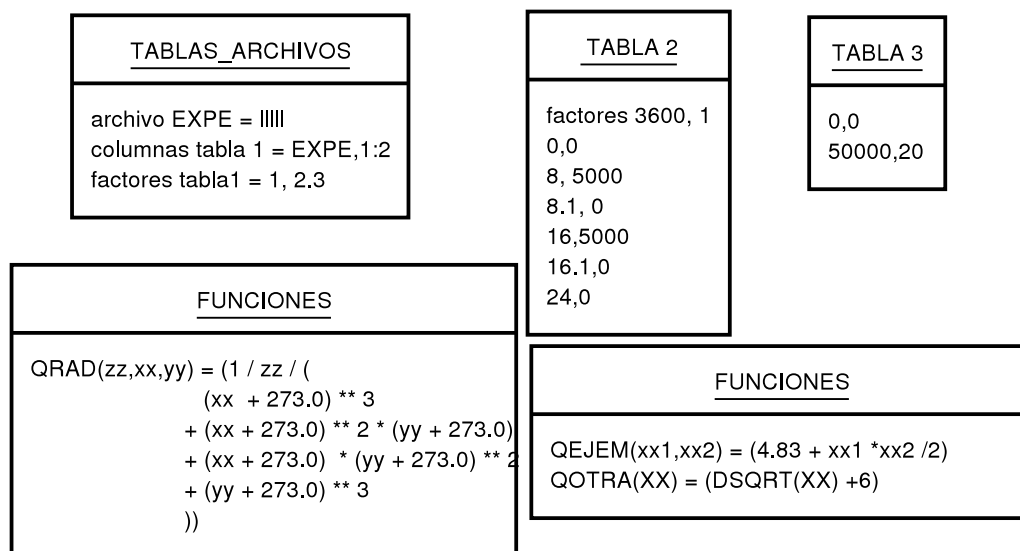 TABLAS_ARCHIVOS
archivo EXPE = lllll
columnas tabla 1 = EXPE,1:2
factores tabla1 = 1, 2.3
TABLA 2
factores 3600, 1
0,0
8, 5000
8.1, 0
16,5000
16.1,0
24,0
TABLA 3
0,0
50000,20
FUNCIONES
QRAD(zz,xx,yy) = (1 / zz / (
(xx + 273.0) ** 3
+ (xx + 273.0) ** 2 * (yy + 273.0)
+ (xx + 273.0) * (yy + 273.0) ** 2
+ (yy + 273.0) ** 3
))
FUNCIONES
QEJEM(xx1,xx2) = (4.83 + xx1 *xx2 /2)
QOTRA(XX) = (DSQRT(XX) +6)